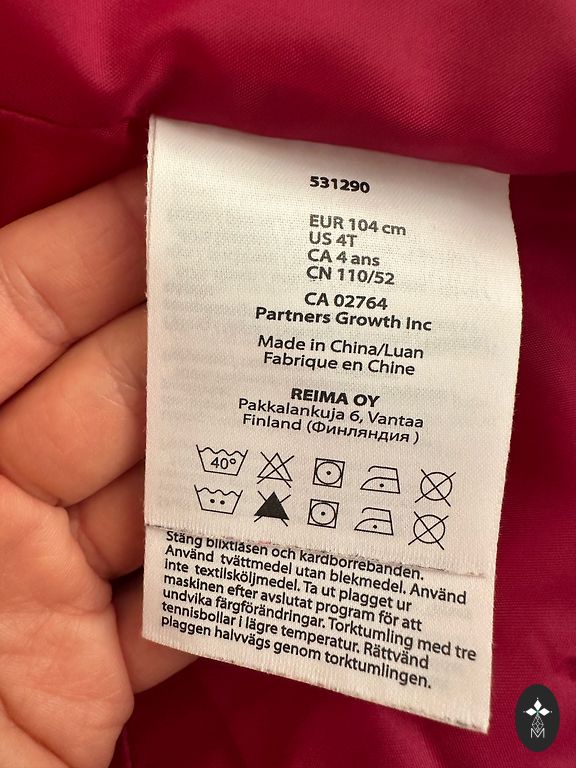 531290
EUR 104 cm
US 4T
CA 4 ans
CN 110/52
CA 02764
Partners Growth Inc
Made in China/Luan
Fabrique en Chine
REIMA OY
Pakkalankuja 6, Vantaa
Finland (Финляндия )
40°
Stäng blixtlåsen och kardborrebanden.
Använd tvättmedel utan blekmedel. Använd
inte textilsköljmedel. Ta ut plagget ur
maskinen efter avslutat program för att
undvika färgförändringar. Torktumling med tre
tennisbollar i lägre temperatur. Rättvänd
plaggen halvvägs genom torktumlingen.
M